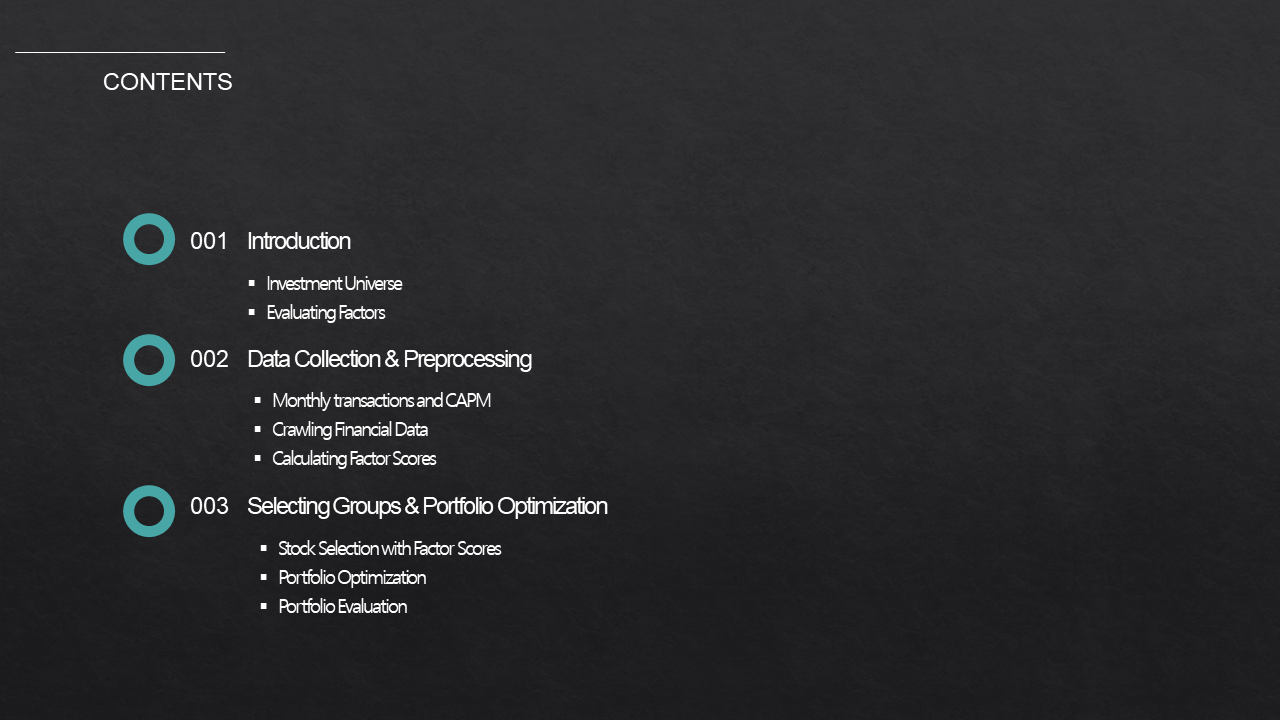 CONTENTS
001 Introduction
▪ Investment Universe
▪ Evaluating Factors
002 Data Collection & Preprocessing
▪ Monthly transactions and CAPM
▪ Crawling Financial Data
▪ Calculating Factor Scores
003 Selecting Groups & Portfolio Optimization
▪ Stock Selection with Factor Scores
▪ Portfolio Optimization
▪ Portfolio Evaluation